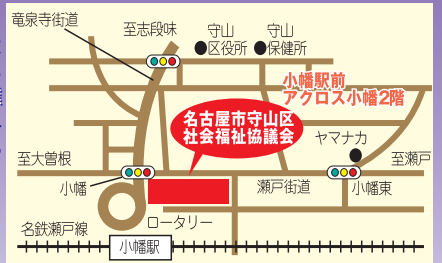 竜泉寺街道
至志段味
守山
区役所
守山
保健所
小幡駅前
アクロス小幡2階
名古屋市守山区
社会福祉協議会
ヤマナカ
至大曽根
至瀬戸
小幡
瀬戸街道
小幡東
ロータリー
名鉄瀬戸線
小幡駅